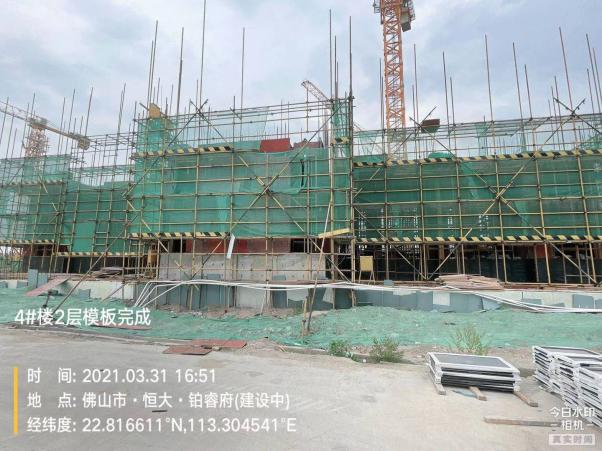 4#楼2层模板完成
时 间: 2021.03.31 16:51
地 点: 佛山市·恒大·铂睿府(建设中)
经纬度: 22.816611°N,113.304541°E
今日水印
-相机-
真实时间